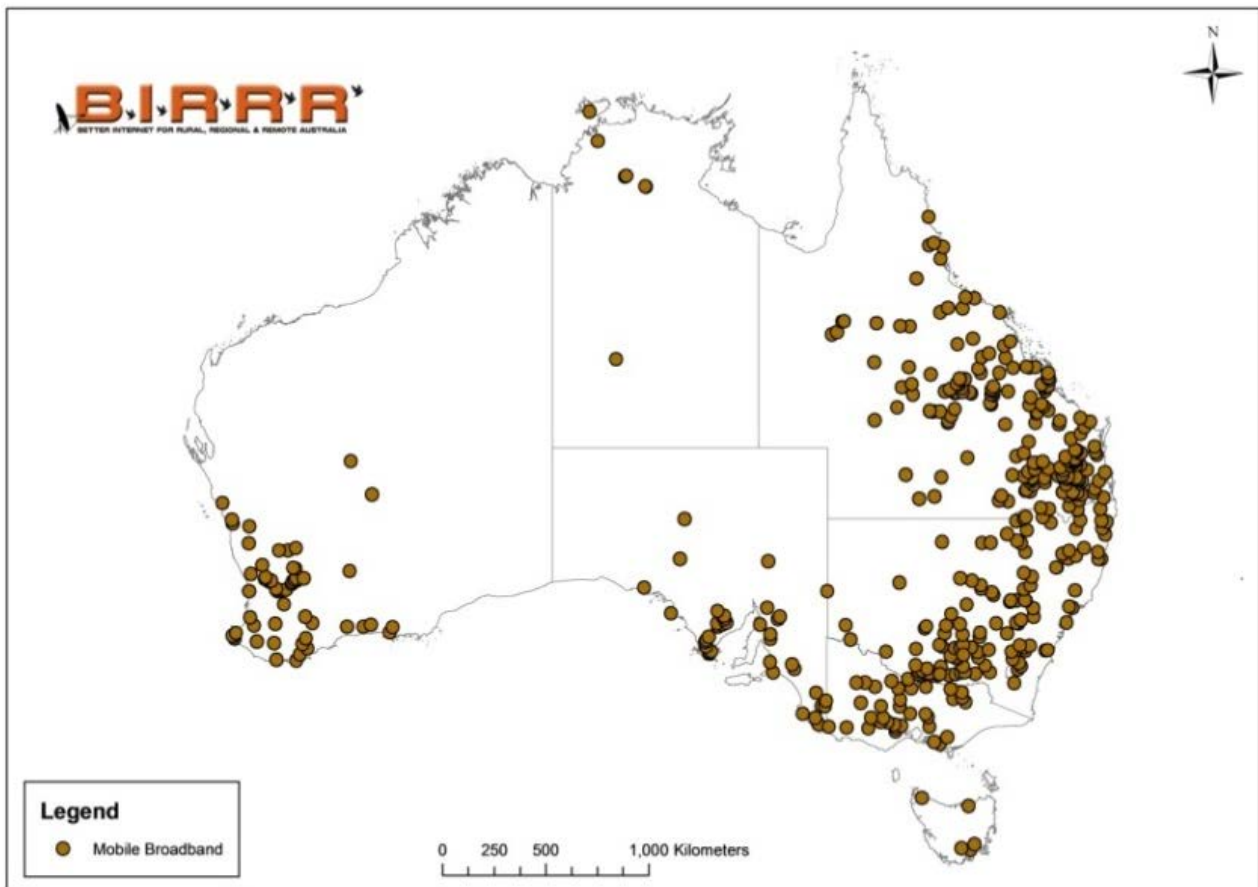 N
B.I.R.R.R
BETTER INTERNET FOR RURAL, REGIONAL & REMOTE AUSTRALIA
Legend
Mobile Broadband
0 250 500 1,000 Kilometers